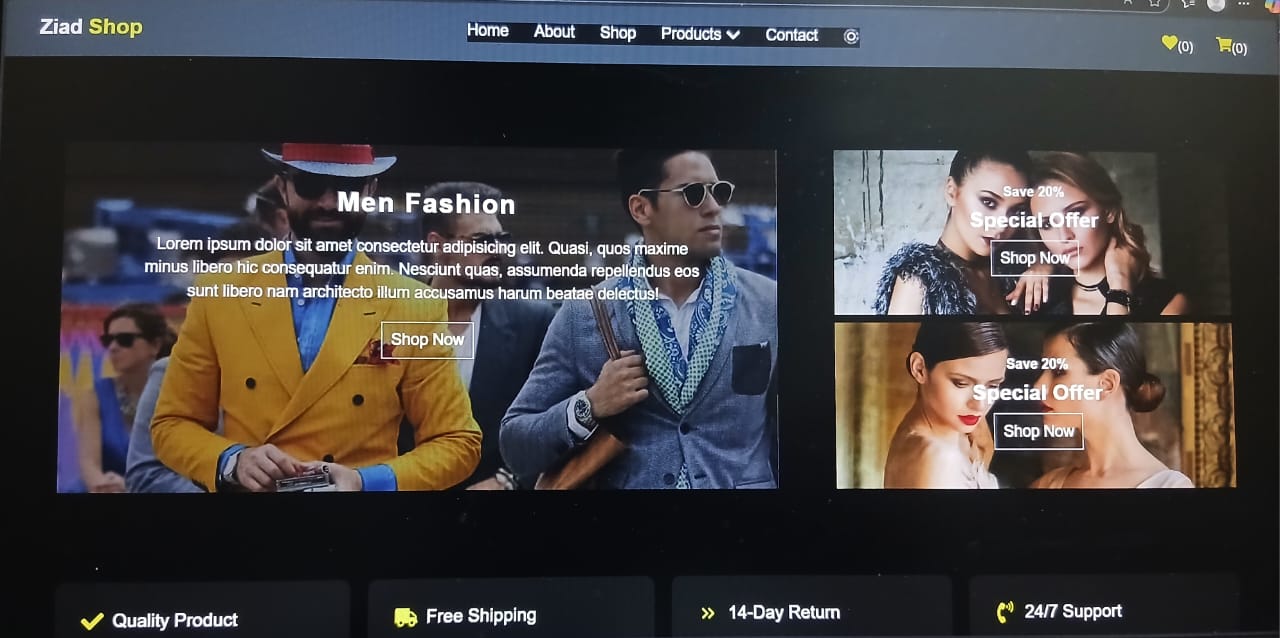 Ziad Shop
Home About Shop Products Contact
(0) (0)
Men Fashion
Lorem ipsum dolor sit amet consectetur adipisicing elit. Quasi, quos maxime
minus libero hic consequatur enim. Nesciunt quas, assumenda repellendus eos
sunt libero nam architecto illum accusamus harum beatae delectus!
Shop Now
Save 20%
Special Offer
Shop Now
Save 20%
Special Offer
Shop Now
Quality Product
Free Shipping
14-Day Return
24/7 Support